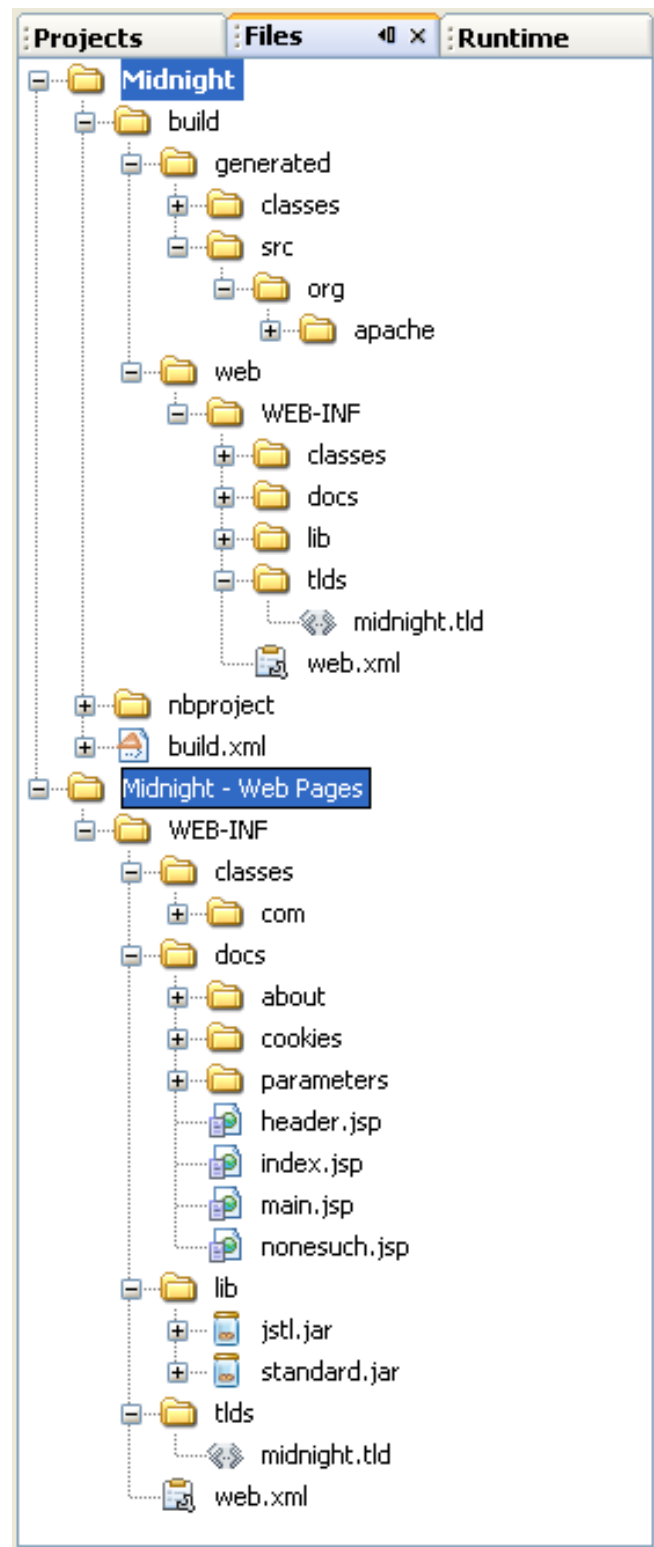 Projects Files Runtime
Midnight
build
generated
classes
src
org
apache
web
WEB-INF
classes
docs
lib
tlds
midnight.tld
web.xml
nbproject
build.xml
Midnight - Web Pages
WEB-INF
classes
com
docs
about
cookies
parameters
header.jsp
index.jsp
main.jsp
nonesuch.jsp
lib
jstl.jar
standard.jar
tlds
midnight.tld
web.xml